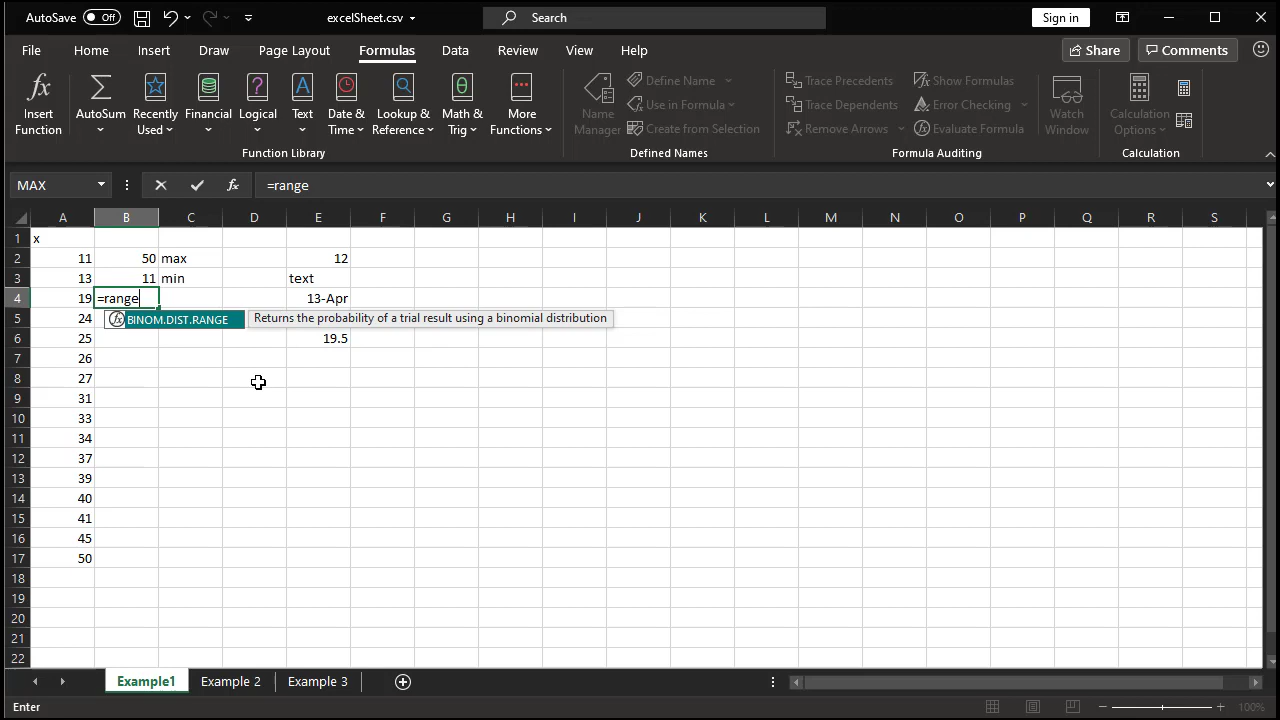 AutoSave Off excelSheet.csv Search Sign in
File Home Insert Draw Page Layout Formulas Data Review View Help Share Comments
Insert Function AutoSum Recently Used Financial Logical Text Date & Time Lookup & Reference Math & Trig More Functions
Function Library
Name Manager Define Name Use in Formula Create from Selection
Defined Names
Trace Precedents Trace Dependents Remove Arrows Show Formulas Error Checking Evaluate Formula
Formula Auditing
Watch Window
Calculation Options
Calculation
MAX fx =range
A B C D E F G H I J K L M N O P Q R S
1 x
2 11 50 max 12
3 13 11 min text
4 19 =range 13-Apr
5 24 BINOM.DIST.RANGE Returns the probability of a trial result using a binomial distribution
6 25 19.5
7 26
8 27
9 31
10 33
11 34
12 37
13 39
14 40
15 41
16 45
17 50
18
19
20
21
22
Example1 Example 2 Example 3
Enter 100%